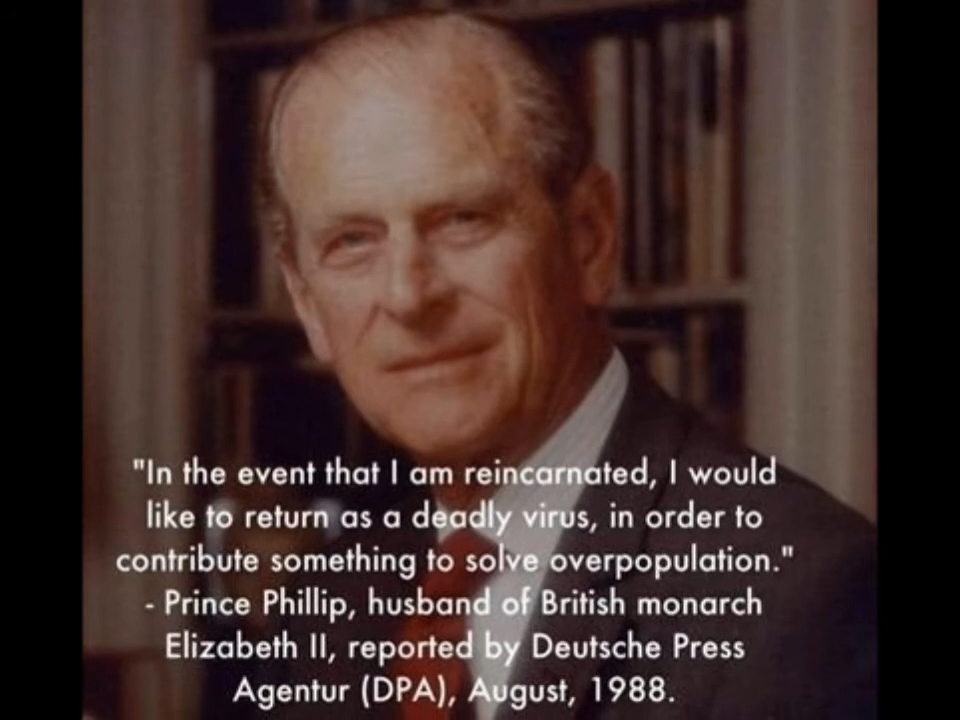 "In the event that I am reincarnated, I would
like to return as a deadly virus, in order to
contribute something to solve overpopulation."
- Prince Phillip, husband of British monarch
Elizabeth II, reported by Deutsche Press
Agentur (DPA), August, 1988.